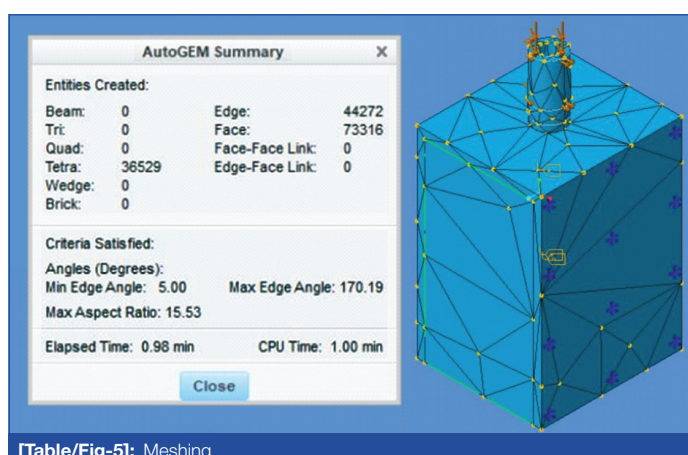 AutoGEM Summary X
Entities Created:
Beam: 0 Edge: 44272
Tri: 0 Face: 73316
Quad: 0 Face-Face Link: 0
Tetra: 36529 Edge-Face Link: 0
Wedge: 0
Brick: 0
Criteria Satisfied:
Angles (Degrees):
Min Edge Angle: 5.00 Max Edge Angle: 170.19
Max Aspect Ratio: 15.53
Elapsed Time: 0.98 min CPU Time: 1.00 min
Close
[Table/Fig-5]: Meshing